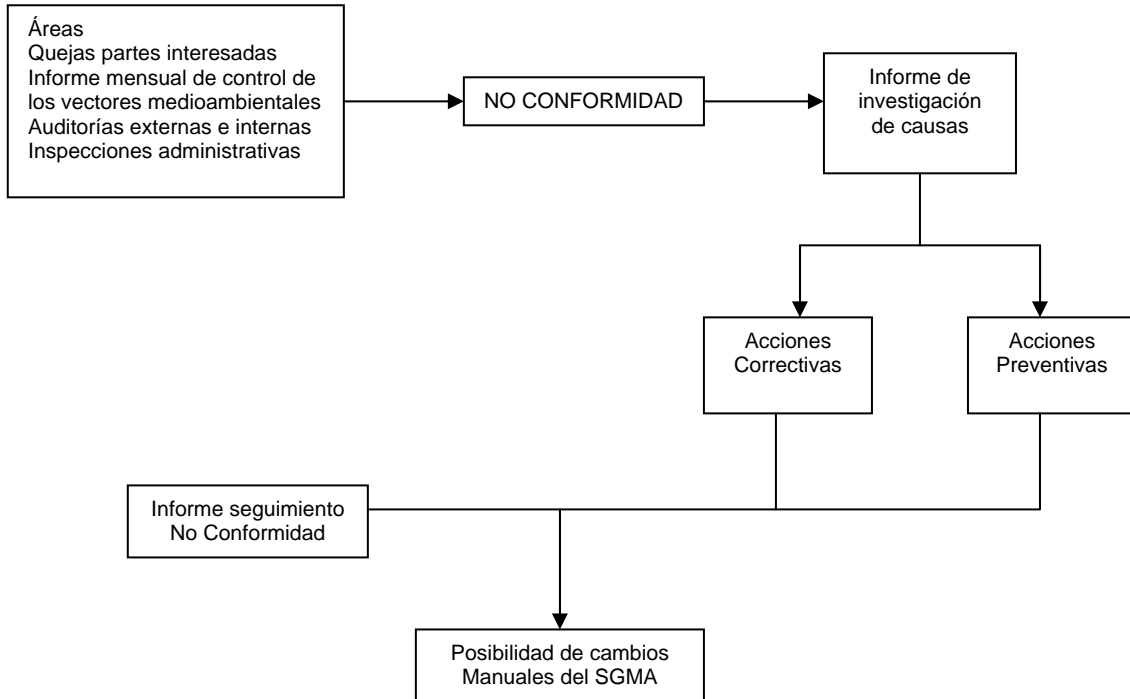 Áreas
Quejas partes interesadas
Informe mensual de control de
los vectores medioambientales
Auditorías externas e internas
Inspecciones administrativas
NO CONFORMIDAD
Informe de
investigación
de causas
Acciones
Correctivas
Acciones
Preventivas
Informe seguimiento
No Conformidad
Posibilidad de cambios
Manuales del SGMA